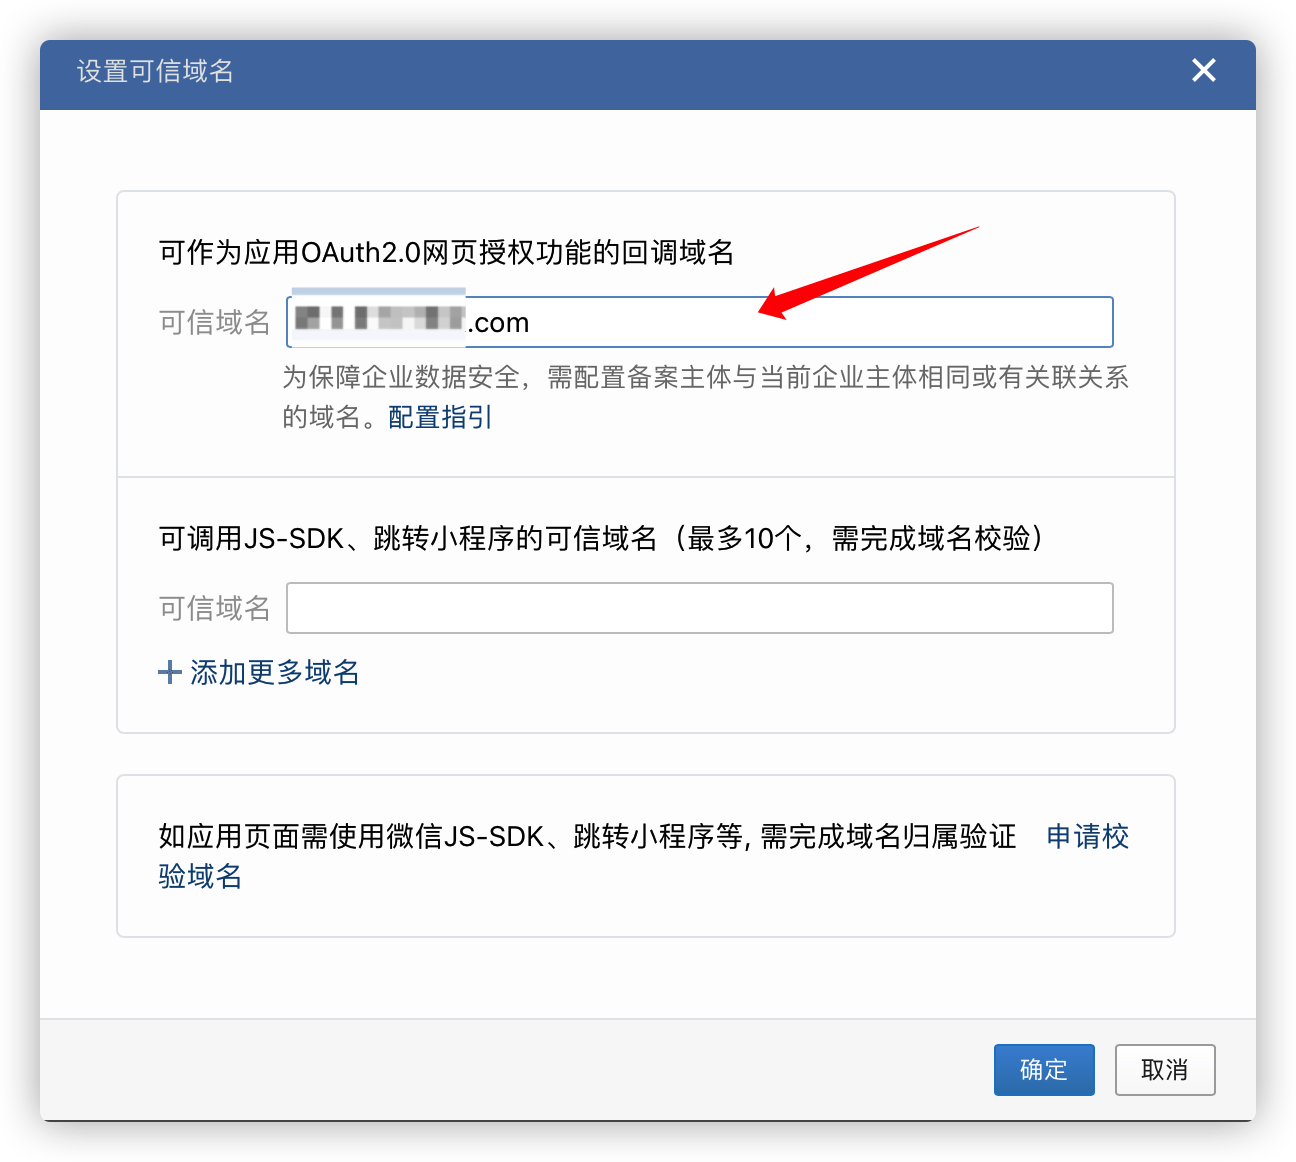 设置可信域名
可作为应用OAuth2.0网页授权功能的回调域名
可信域名 .com
为保障企业数据安全，需配置备案主体与当前企业主体相同或有关联关系
的域名。配置指引
可调用JS-SDK、跳转小程序的可信域名（最多10个，需完成域名校验）
可信域名
添加更多域名
如应用页面需使用微信JS-SDK、跳转小程序等, 需完成域名归属验证 申请校
验域名
确定 取消